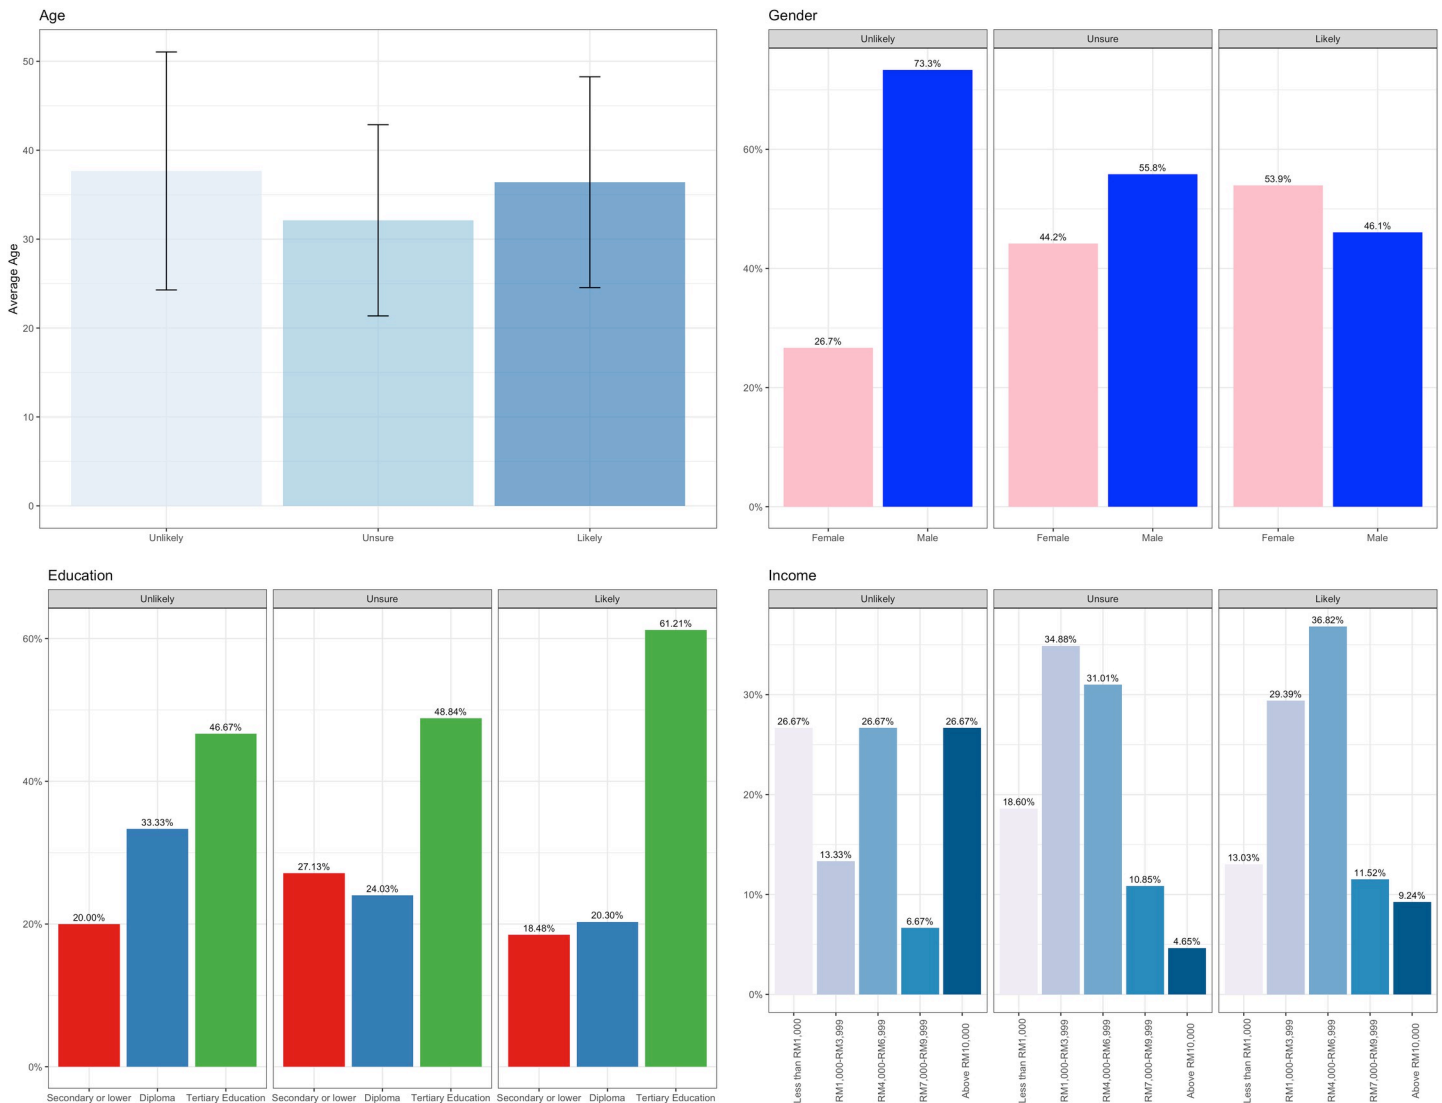 Age
Average Age
50
40
30
20
10
0
Unlikely Unsure Likely
Gender
Unlikely Unsure Likely
73.3%
26.7%
44.2%
55.8%
53.9%
46.1%
60%
40%
20%
0%
Female Male Female Male Female Male
Education
Unlikely Unsure Likely
60%
40%
20%
0%
20.00%
33.33%
46.67%
27.13%
24.03%
48.84%
18.48%
20.30%
61.21%
Secondary or lower Diploma Tertiary Education Secondary or lower Diploma Tertiary Education Secondary or lower Diploma Tertiary Education
Income
Unlikely Unsure Likely
30%
20%
10%
0%
26.67%
13.33%
26.67%
6.67%
26.67%
18.60%
34.88%
31.01%
10.85%
4.65%
13.03%
29.39%
36.82%
11.52%
9.24%
Less than RM1,000
RM1,000-RM3,999
RM4,000-RM6,999
RM7,000-RM9,999
Above RM10,000
Less than RM1,000
RM1,000-RM3,999
RM4,000-RM6,999
RM7,000-RM9,999
Above RM10,000
Less than RM1,000
RM1,000-RM3,999
RM4,000-RM6,999
RM7,000-RM9,999
Above RM10,000